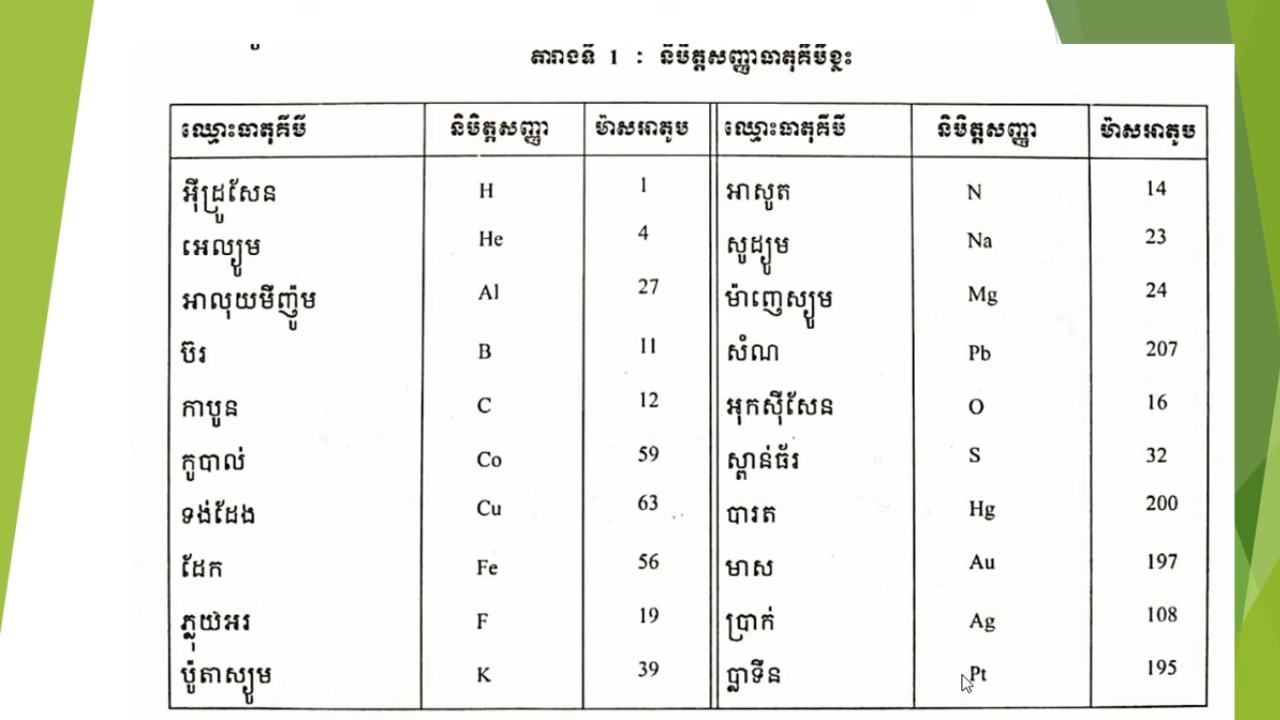 តារាងទី 1 : និមិត្តសញ្ញាធាតុគីមីខ្លះ
ឈ្មោះធាតុគីមី និមិត្តសញ្ញា ម៉ាសអាតូម ឈ្មោះធាតុគីមី និមិត្តសញ្ញា ម៉ាសអាតូម
អ៊ីដ្រូសែន H 1 អាសូត N 14
អេល្យូម He 4 សូដ្យូម Na 23
អាលុយមីញ៉ូម Al 27 ម៉ាញេស្យូម Mg 24
ប៊រ B 11 សំណ Pb 207
កាបូន C 12 អុកស៊ីសែន O 16
កូបាល់ Co 59 ស្ពាន់ធ័រ S 32
ទង់ដែង Cu 63 បារត Hg 200
ដែក Fe 56 មាស Au 197
ភ្លុយអរ F 19 ប្រាក់ Ag 108
ប៉ូតាស្យូម K 39 ប្លាទីន Pt 195